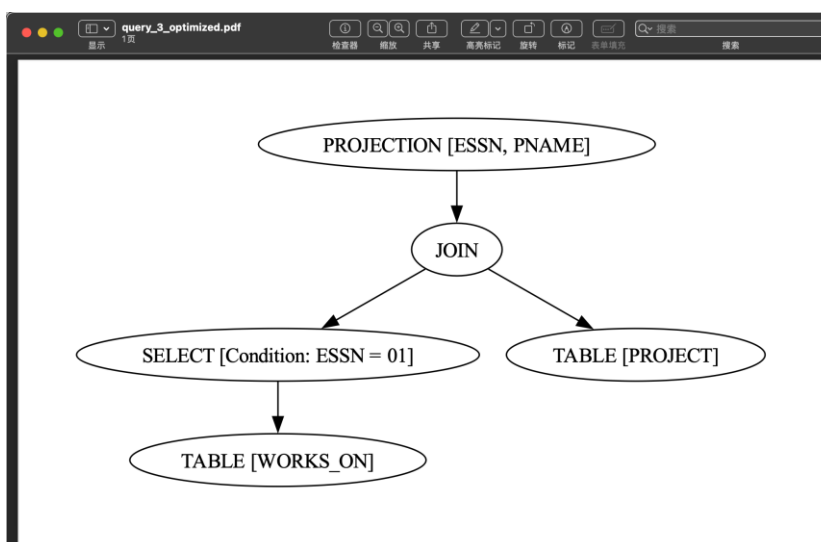 query_3_optimized.pdf
1页
显示
检查器
缩放
共享
高亮标记
旋转
标记
表单填充
搜索
搜索
PROJECTION [ESSN, PNAME]
JOIN
SELECT [Condition: ESSN = 01]
TABLE [PROJECT]
TABLE [WORKS_ON]